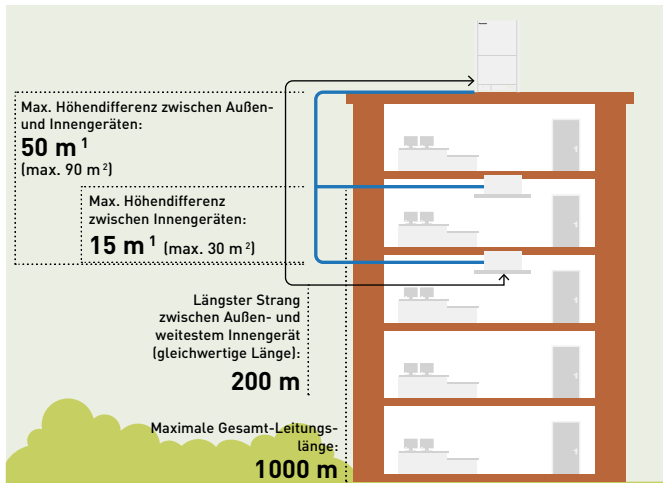 Max. Höhendifferenz zwischen Außen-
und Innengeräten:
50 m ¹
(max. 90 m ²)
Max. Höhendifferenz
zwischen Innengeräten:
15 m ¹ (max. 30 m ²)
Längster Strang
zwischen Außen- und
weitestem Innengerät
(gleichwertige Länge):
200 m
Maximale Gesamt-Leitungs-
länge:
1000 m